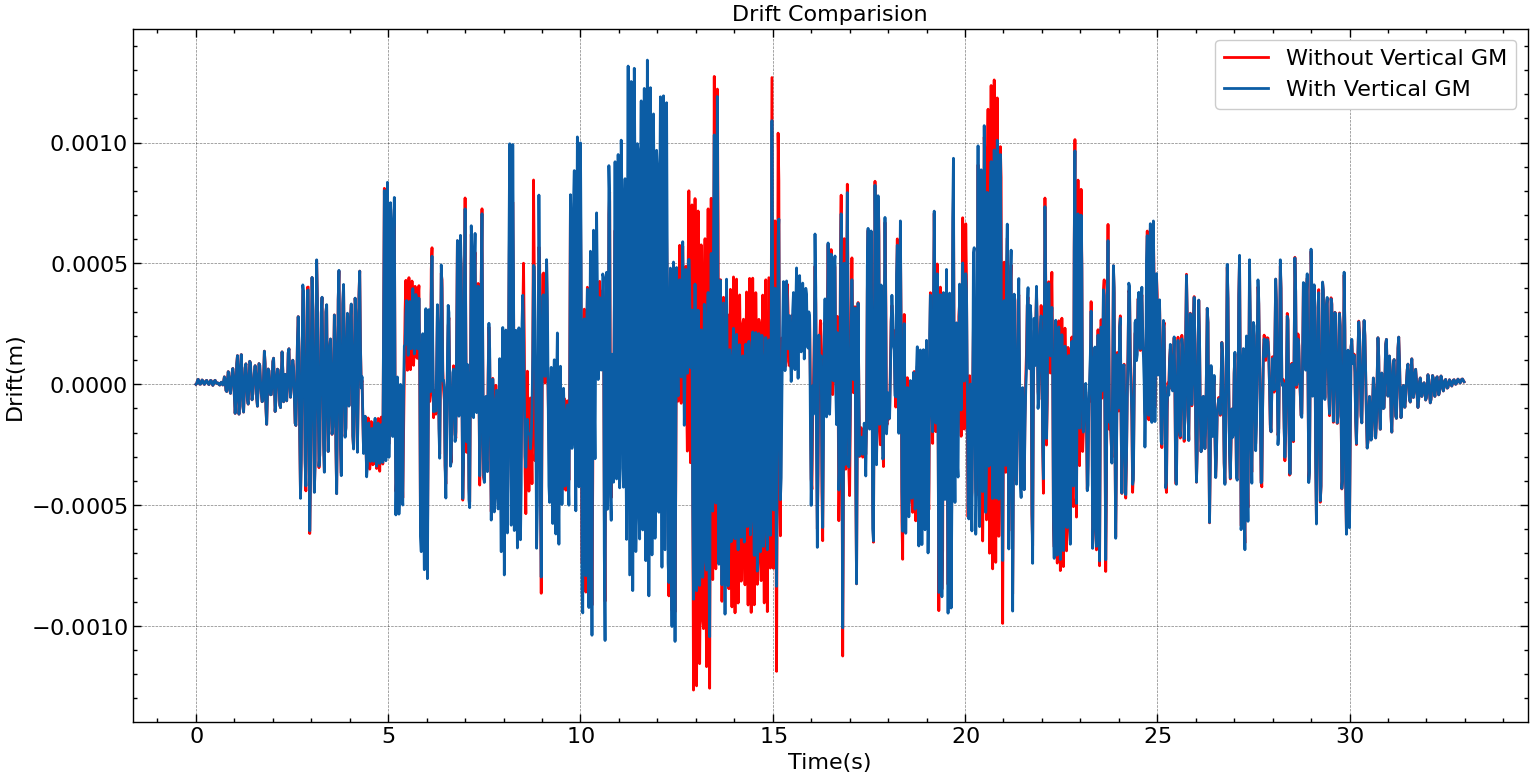 Drift Comparision
Without Vertical GM
With Vertical GM
0.0010
0.0005
0.0000
−0.0005
−0.0010
Drift(m)
0 5 10 15 20 25 30
Time(s)